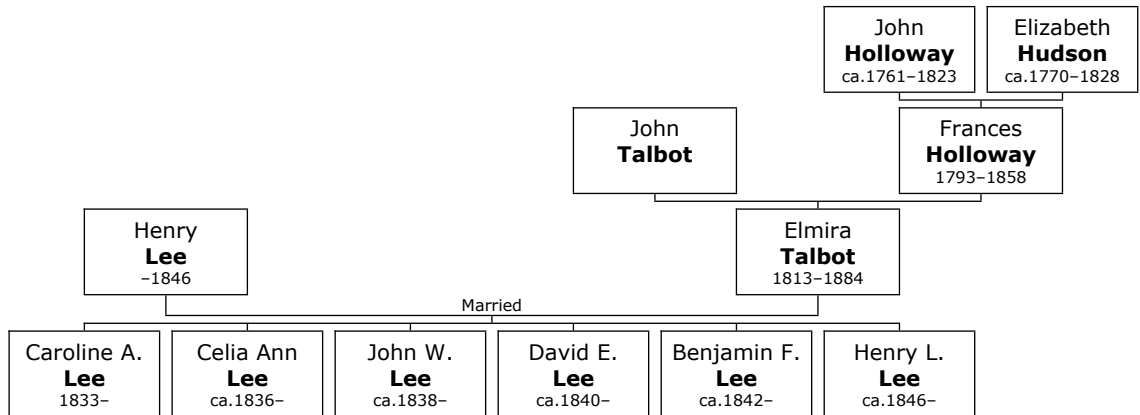 John
Holloway
ca.1761–1823
Elizabeth
Hudson
ca.1770–1828
John
Talbot
Frances
Holloway
1793–1858
Henry
Lee
–1846
Elmira
Talbot
1813–1884
Married
Caroline A.
Lee
1833–
Celia Ann
Lee
ca.1836–
John W.
Lee
ca.1838–
David E.
Lee
ca.1840–
Benjamin F.
Lee
ca.1842–
Henry L.
Lee
ca.1846–